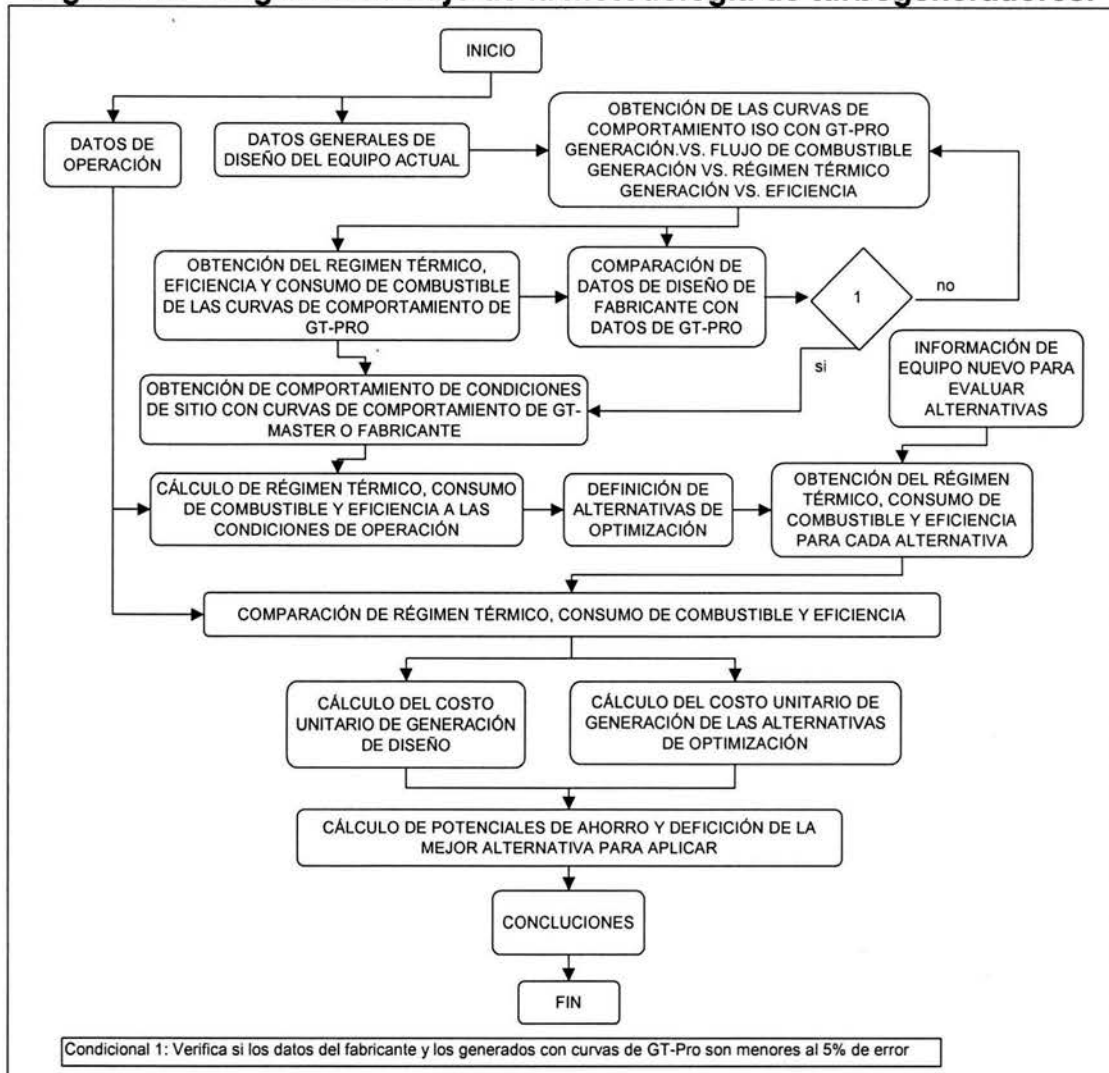 metodología de turbogeneradores.
INICIO
DATOS DE
OPERACIÓN
DATOS GENERALES DE
DISEÑO DEL EQUIPO ACTUAL
OBTENCIÓN DE LAS CURVAS DE
COMPORTAMIENTO ISO CON GT-PRO
GENERACIÓN.VS. FLUJO DE COMBUSTIBLE
GENERACIÓN VS. RÉGIMEN TÉRMICO
GENERACIÓN VS. EFICIENCIA
OBTENCIÓN DEL REGIMEN TÉRMICO,
EFICIENCIA Y CONSUMO DE COMBUSTIBLE
DE LAS CURVAS DE COMPORTAMIENTO DE
GT-PRO
COMPARACIÓN DE
DATOS DE DISEÑO DE
FABRICANTE CON
DATOS DE GT-PRO
1
no
si
INFORMACIÓN DE
EQUIPO NUEVO PARA
EVALUAR
ALTERNATIVAS
OBTENCIÓN DE COMPORTAMIENTO DE CONDICIONES
DE SITIO CON CURVAS DE COMPORTAMIENTO DE GT-
MASTER O FABRICANTE
CÁLCULO DE RÉGIMEN TÉRMICO, CONSUMO
DE COMBUSTIBLE Y EFICIENCIA A LAS
CONDICIONES DE OPERACIÓN
DEFINICIÓN DE
ALTERNATIVAS DE
OPTIMIZACIÓN
OBTENCIÓN DEL RÉGIMEN
TÉRMICO, CONSUMO DE
COMBUSTIBLE Y EFICIENCIA
PARA CADA ALTERNATIVA
COMPARACIÓN DE RÉGIMEN TÉRMICO, CONSUMO DE COMBUSTIBLE Y EFICIENCIA
CÁLCULO DEL COSTO
UNITARIO DE GENERACIÓN
DE DISEÑO
CÁLCULO DEL COSTO UNITARIO DE
GENERACIÓN DE LAS ALTERNATIVAS
DE OPTIMIZACIÓN
CÁLCULO DE POTENCIALES DE AHORRO Y DEFICICIÓN DE LA
MEJOR ALTERNATIVA PARA APLICAR
CONCLUCIONES
FIN
Condicional 1: Verifica si los datos del fabricante y los generados con curvas de GT-Pro son menores al 5% de error